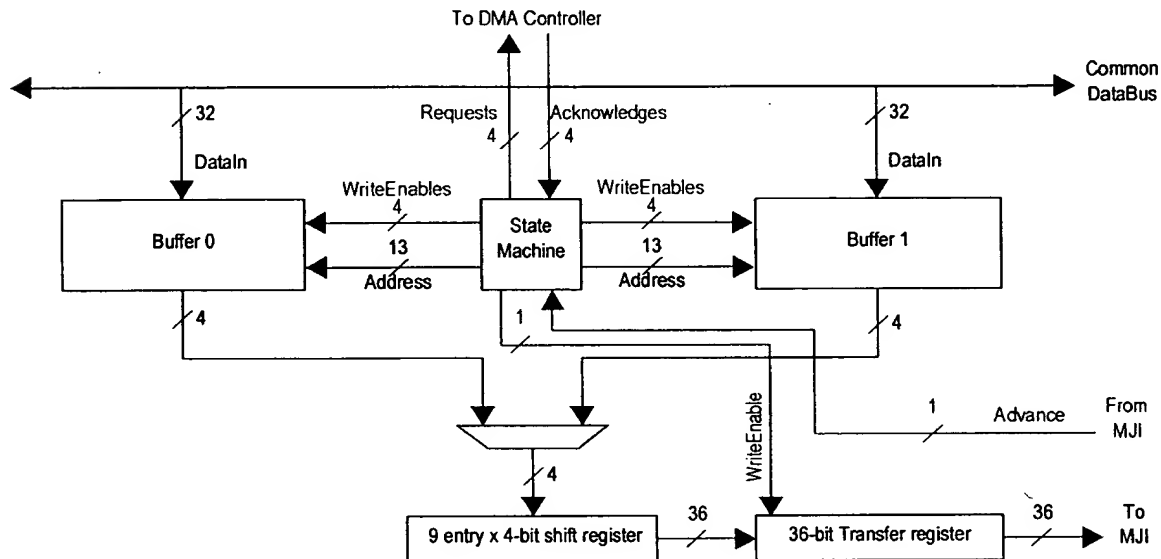 To DMA Controller
Common
DataBus
32
Requests
4
Acknowledges
4
32
DataIn
DataIn
WriteEnables
4
WriteEnables
4
State
Machine
Buffer 0
Buffer 1
13
Address
13
Address
4
1
4
1
Advance
From
MJI
WriteEnable
4
9 entry x 4-bit shift register
36
36-bit Transfer register
36
To
MJI